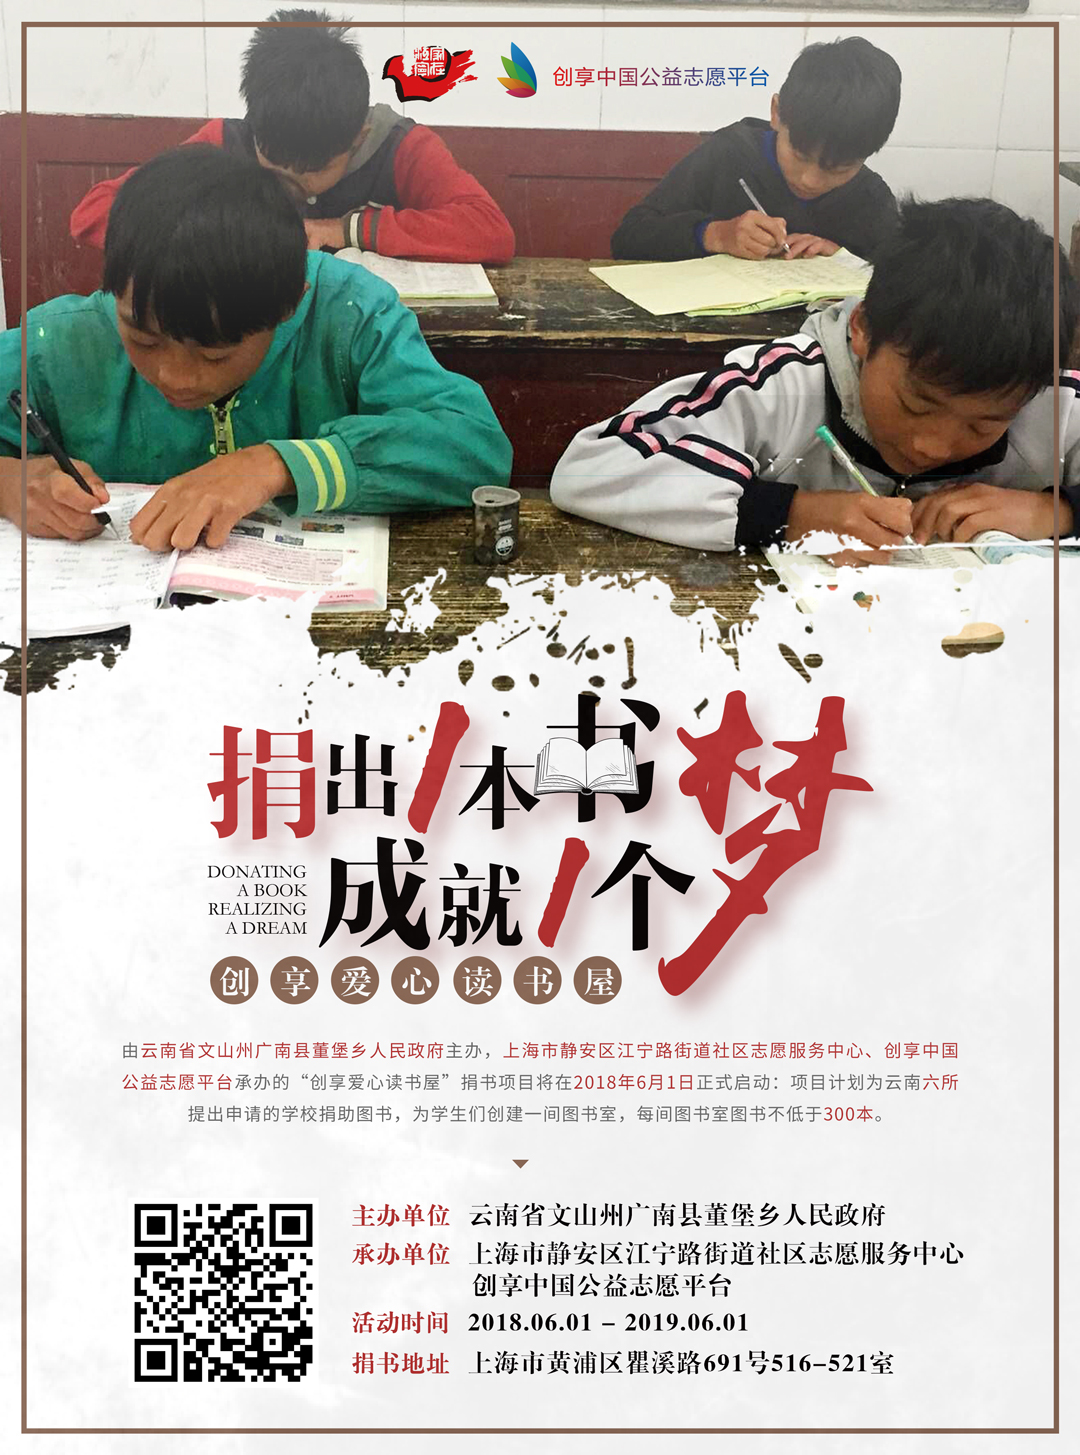 创享中国公益志愿平台
捐出1本书
成就1个梦
DONATING
A BOOK
REALIZING
A DREAM
创享爱心读书屋
由云南省文山州广南县董堡乡人民政府主办，上海市静安区江宁路街道社区志愿服务中心、创享中国
公益志愿平台承办的“创享爱心读书屋”捐书项目将在2018年6月1日正式启动：项目计划为云南六所
提出申请的学校捐助图书，为学生们创建一间图书室，每间图书室图书不低于300本。
主办单位 云南省文山州广南县董堡乡人民政府
承办单位 上海市静安区江宁路街道社区志愿服务中心
创享中国公益志愿平台
活动时间 2018.06.01 - 2019.06.01
捐书地址 上海市黄浦区瞿溪路691号516-521室